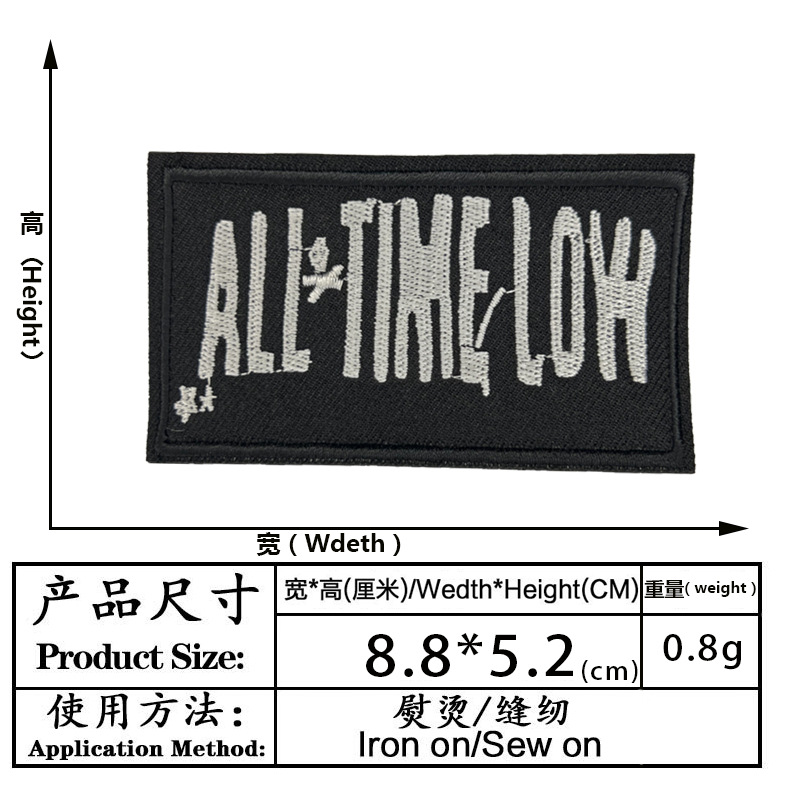 高 (Height)
ALL TIME LOW
宽 ( Wdeth )
产品尺寸
Product Size:
宽*高(厘米)/Wedth*Height(CM)
重量( weight )
8.8*5.2(cm)
0.8g
使用方法:
Application Method:
熨烫/缝纫
Iron on/Sew on